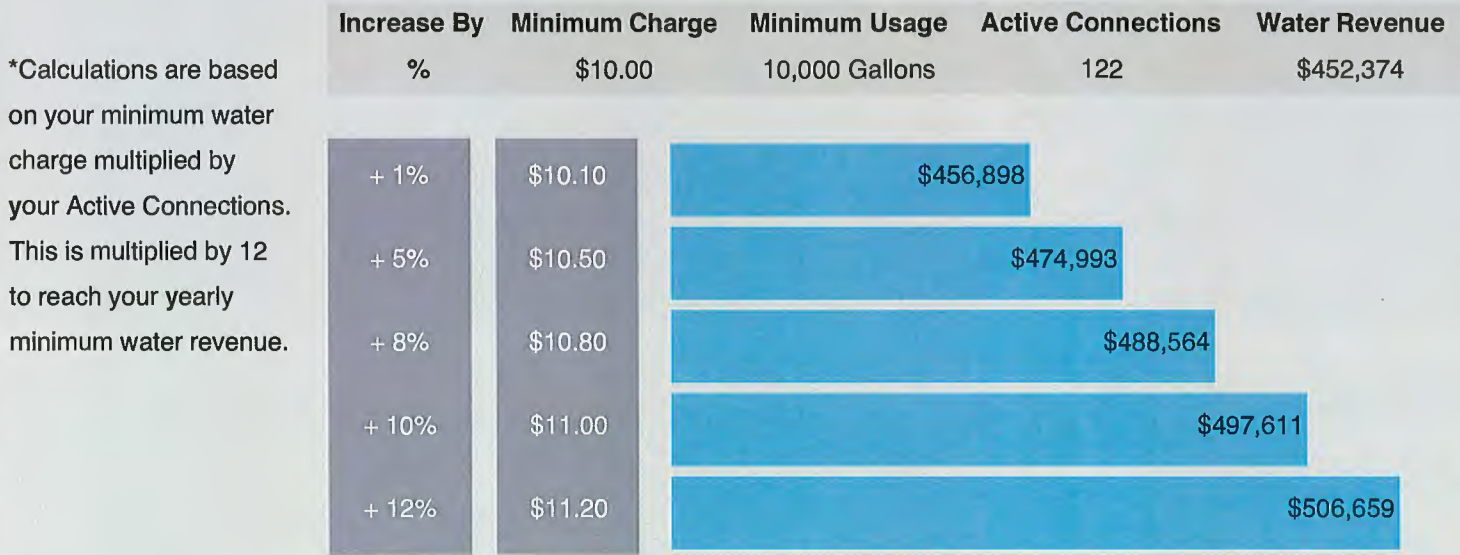 Increase By Minimum Charge Minimum Usage Active Connections Water Revenue
% $10.00 10,000 Gallons 122 $452,374
*Calculations are based
on your minimum water
charge multiplied by
your Active Connections.
This is multiplied by 12
to reach your yearly
minimum water revenue.
+ 1% $10.10 $456,898
+ 5% $10.50 $474,993
+ 8% $10.80 $488,564
+ 10% $11.00 $497,611
+ 12% $11.20 $506,659